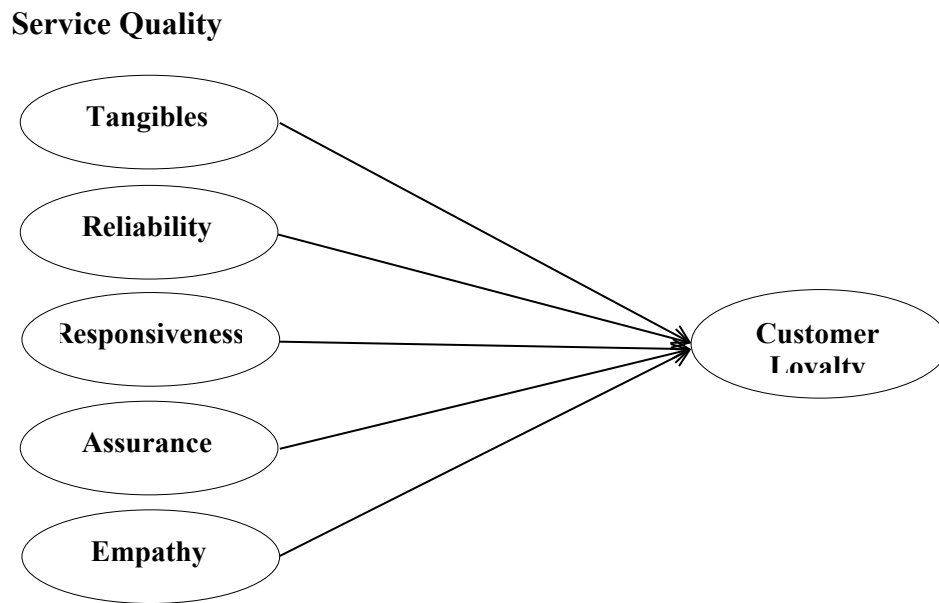 Service Quality
Tangibles
Reliability
Responsiveness
Assurance
Empathy
Customer
Loyalty